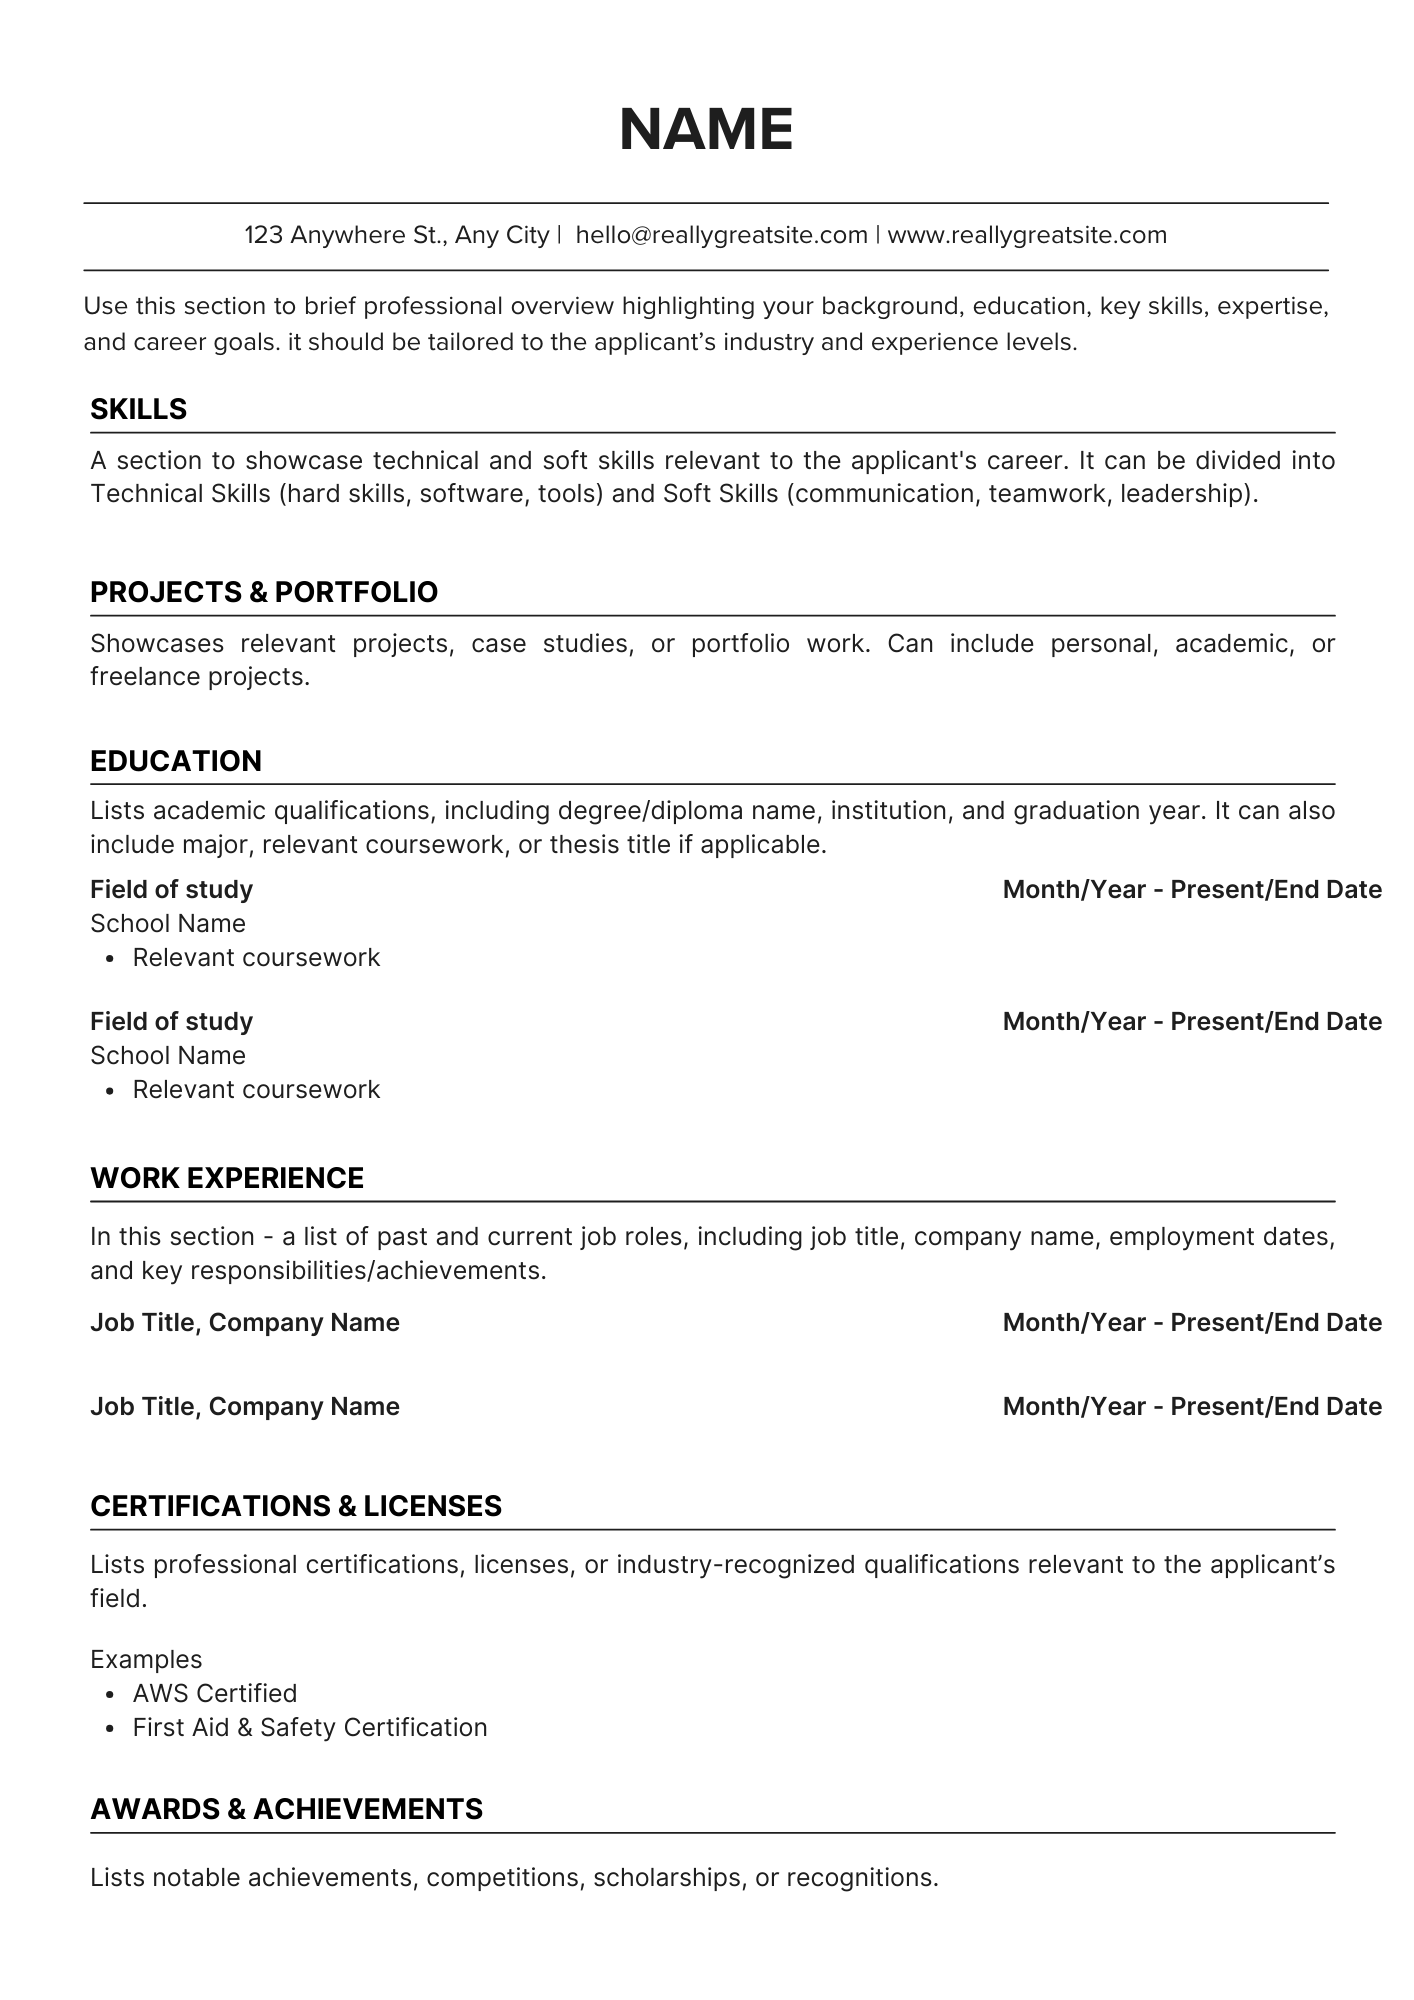 NAME
123 Anywhere St., Any City |  hello@reallygreatsite.com | www.reallygreatsite.com
Use this section to brief professional overview highlighting your background, education, key skills, expertise,
and career goals. it should be tailored to the applicant’s industry and experience levels.
SKILLS
A section to showcase technical and soft skills relevant to the applicant's career. It can be divided into
Technical Skills (hard skills, software, tools) and Soft Skills (communication, teamwork, leadership).
PROJECTS & PORTFOLIO
Showcases relevant projects, case studies, or portfolio work. Can include personal, academic, or
freelance projects.
EDUCATION
Lists academic qualifications, including degree/diploma name, institution, and graduation year. It can also
include major, relevant coursework, or thesis title if applicable.
Field of study Month/Year - Present/End Date
School Name
• Relevant coursework
Field of study Month/Year - Present/End Date
School Name
• Relevant coursework
WORK EXPERIENCE
In this section - a list of past and current job roles, including job title, company name, employment dates,
and key responsibilities/achievements.
Job Title, Company Name Month/Year - Present/End Date
Job Title, Company Name Month/Year - Present/End Date
CERTIFICATIONS & LICENSES
Lists professional certifications, licenses, or industry-recognized qualifications relevant to the applicant’s
field.
Examples
• AWS Certified
• First Aid & Safety Certification
AWARDS & ACHIEVEMENTS
Lists notable achievements, competitions, scholarships, or recognitions.